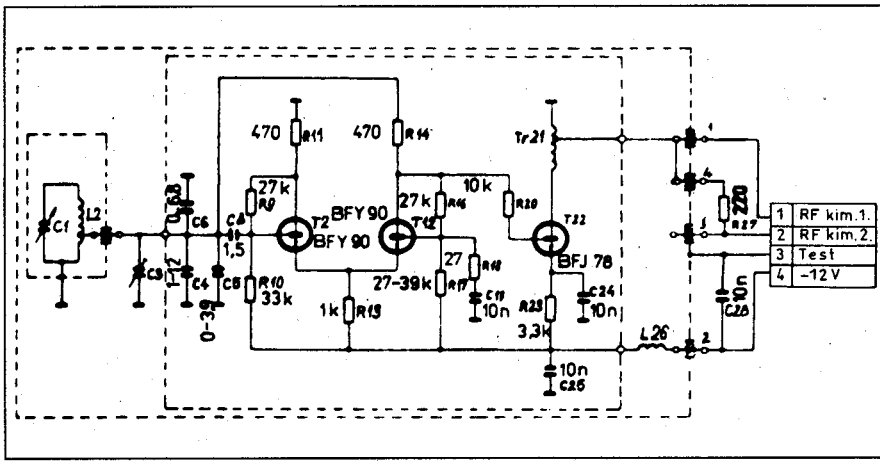 470
R11
470
R14
Tr21
1
C1
L2
0,68
C6
C8
1,5
27k
R9
T2
BFY 90
BFY 90
T12
27k
R16
10k
R20
T22
BFJ 78
4
220
R27
3
C3
1-12
C4
0-39
C5
R10
33k
1k
R13
27
R18
27-39k
R17
C11
10n
R23
3,3k
C24
10n
10n
C28
L26
2
10n
C25
1 RF kim.1.
2 RF kim.2.
3 Test
4 -12V